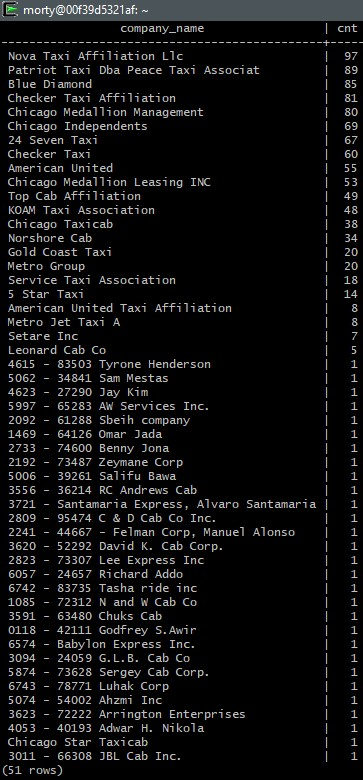 morty@00f39d5321af: ~
company_name | cnt
---------------------------------------+-----
Nova Taxi Affiliation Llc | 97
Patriot Taxi Dba Peace Taxi Associat | 89
Blue Diamond | 85
Checker Taxi Affiliation | 81
Chicago Medallion Management | 80
Chicago Independents | 69
24 Seven Taxi | 67
Checker Taxi | 60
American United | 55
Chicago Medallion Leasing INC | 53
Top Cab Affiliation | 49
KOAM Taxi Association | 48
Chicago Taxicab | 38
Norshore Cab | 34
Gold Coast Taxi | 20
Metro Group | 20
Service Taxi Association | 18
5 Star Taxi | 14
American United Taxi Affiliation | 8
Metro Jet Taxi A | 8
Setare Inc | 7
Leonard Cab Co | 5
4615 - 83503 Tyrone Henderson | 1
5062 - 34841 Sam Mestas | 1
4623 - 27290 Jay Kim | 1
5997 - 65283 AW Services Inc. | 1
2092 - 61288 Sbeih company | 1
1469 - 64126 Omar Jada | 1
2733 - 74600 Benny Jona | 1
2192 - 73487 Zeymane Corp | 1
5006 - 39261 Salifu Bawa | 1
3556 - 36214 RC Andrews Cab | 1
3721 - Santamaria Express, Alvaro Santamaria | 1
2809 - 95474 C & D Cab Co Inc. | 1
2241 - 44667 - Felman Corp, Manuel Alonso | 1
3620 - 52292 David K. Cab Corp. | 1
2823 - 73307 Lee Express Inc | 1
6057 - 24657 Richard Addo | 1
6742 - 83735 Tasha ride inc | 1
1085 - 72312 N and W Cab Co | 1
3591 - 63480 Chuks Cab | 1
0118 - 42111 Godfrey S.Awir | 1
6574 - Babylon Express Inc. | 1
3094 - 24059 G.L.B. Cab Co | 1
5874 - 73628 Sergey Cab Corp. | 1
6743 - 78771 Luhak Corp | 1
5074 - 54002 Ahzmi Inc | 1
3623 - 72222 Arrington Enterprises | 1
4053 - 40193 Adwar H. Nikola | 1
Chicago Star Taxicab | 1
3011 - 66308 JBL Cab Inc. | 1
(51 rows)